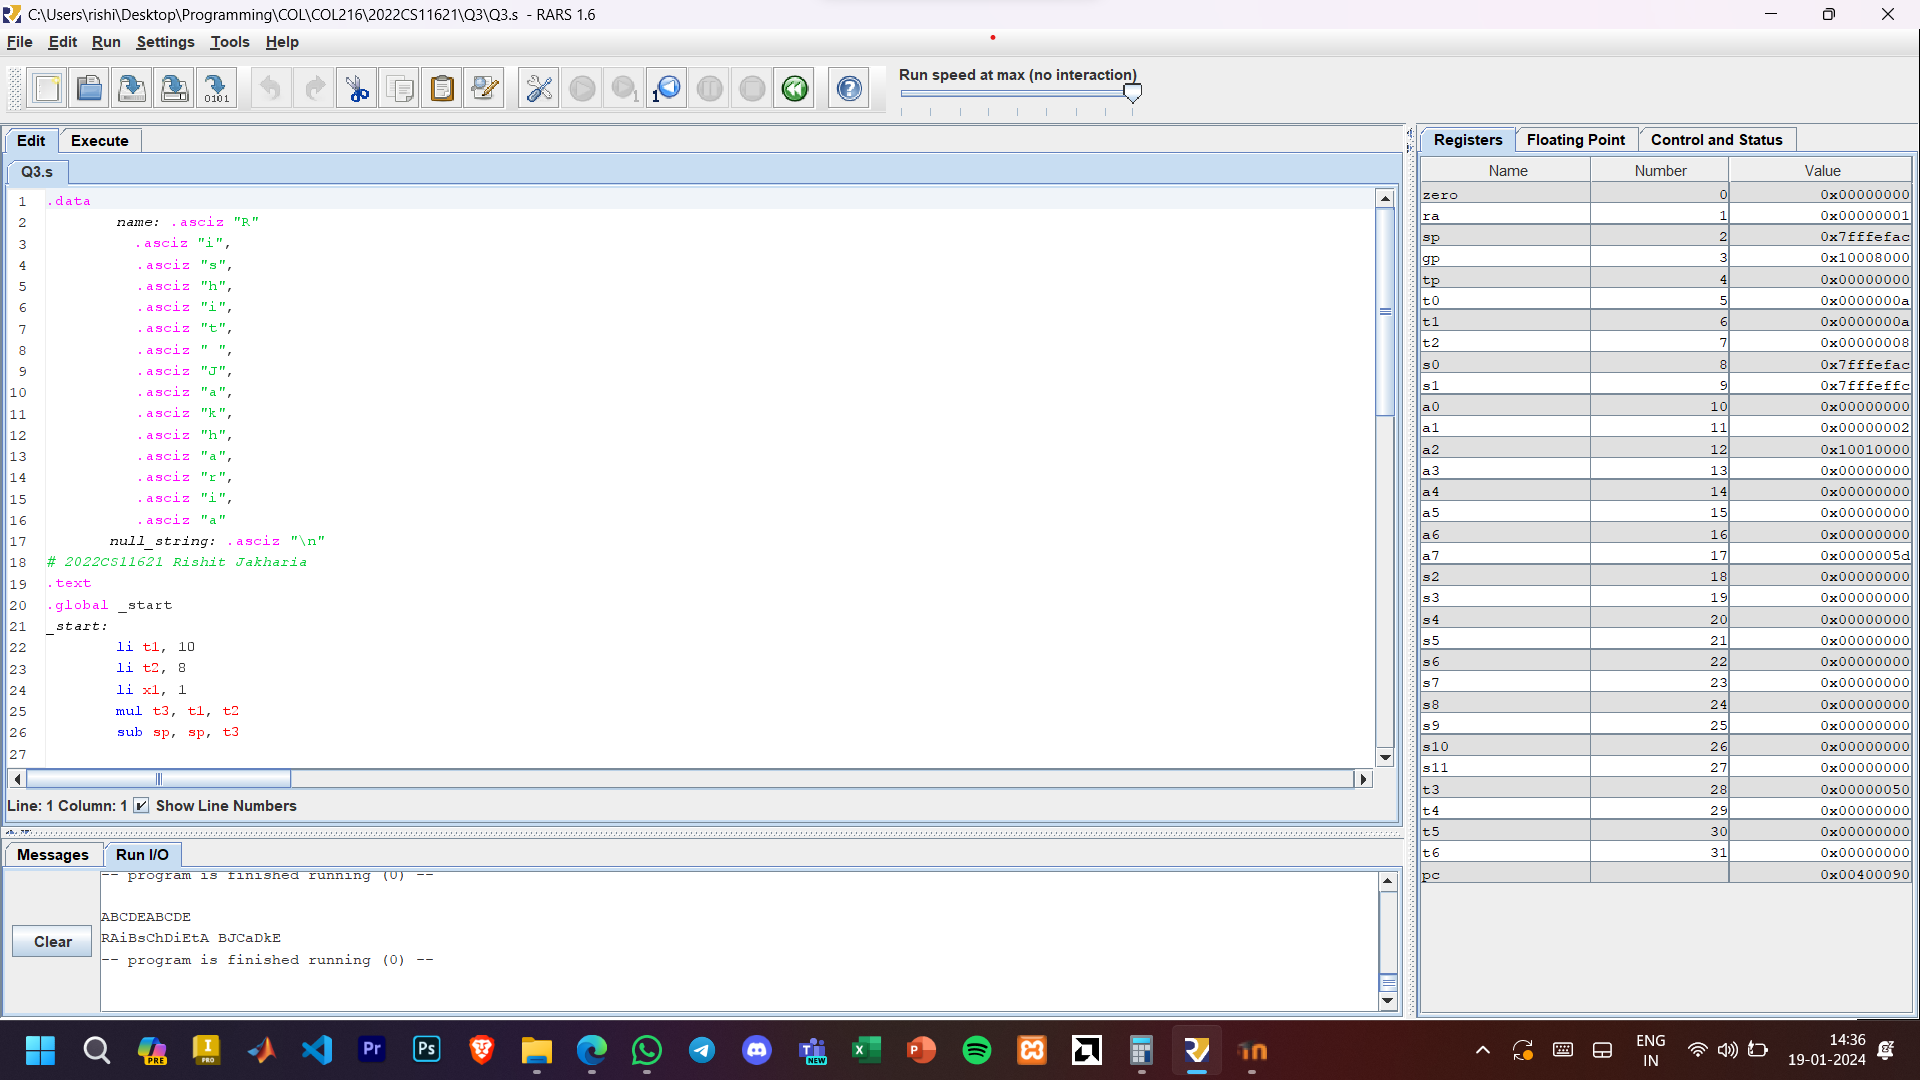 C:\Users\rishi\Desktop\Programming\COL\COL216\2022CS11621\Q3\Q3.s - RARS 1.6
File Edit Run Settings Tools Help
Run speed at max (no interaction)
Edit Execute
Q3.s
1 .data
2 name: .asciz "R"
3 .asciz "i",
4 .asciz "s",
5 .asciz "h",
6 .asciz "i",
7 .asciz "t",
8 .asciz " ",
9 .asciz "J",
10 .asciz "a",
11 .asciz "k",
12 .asciz "h",
13 .asciz "a",
14 .asciz "r",
15 .asciz "i",
16 .asciz "a"
17 null_string: .asciz "\n"
18 # 2022CS11621 Rishit Jakharia
19 .text
20 .global _start
21 _start:
22 li t1, 10
23 li t2, 8
24 li x1, 1
25 mul t3, t1, t2
26 sub sp, sp, t3
27
Line: 1 Column: 1 Show Line Numbers
Messages Run I/O
Clear
-- program is finished running (0) --
ABCDEABCDE
RAiBsChDiEtA BJCaDkE
-- program is finished running (0) --
Registers Floating Point Control and Status
Name Number Value
zero 0 0x00000000
ra 1 0x00000001
sp 2 0x7fffefac
gp 3 0x10008000
tp 4 0x00000000
t0 5 0x0000000a
t1 6 0x0000000a
t2 7 0x00000008
s0 8 0x7fffefac
s1 9 0x7fffeffc
a0 10 0x00000000
a1 11 0x00000002
a2 12 0x10010000
a3 13 0x00000000
a4 14 0x00000000
a5 15 0x00000000
a6 16 0x00000000
a7 17 0x0000005d
s2 18 0x00000000
s3 19 0x00000000
s4 20 0x00000000
s5 21 0x00000000
s6 22 0x00000000
s7 23 0x00000000
s8 24 0x00000000
s9 25 0x00000000
s10 26 0x00000000
s11 27 0x00000000
t3 28 0x00000050
t4 29 0x00000000
t5 30 0x00000000
t6 31 0x00000000
pc 0x00400090
ENG
IN
14:36
19-01-2024